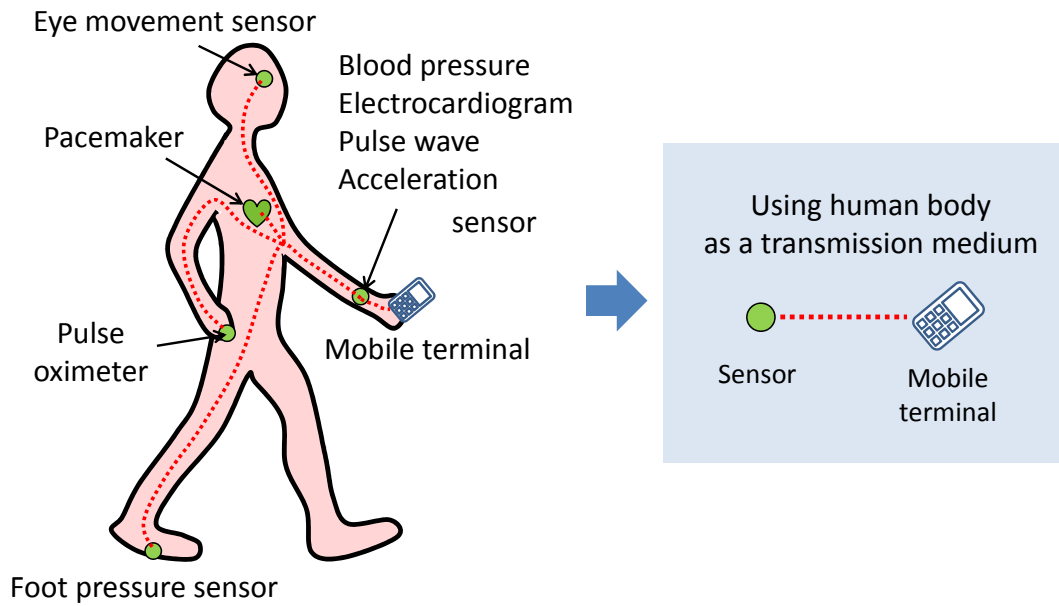 Eye movement sensor
Blood pressure
Electrocardiogram
Pulse wave
Acceleration
sensor
Pacemaker
Pulse
oximeter
Mobile terminal
Foot pressure sensor
Using human body
as a transmission medium
Sensor
Mobile
terminal